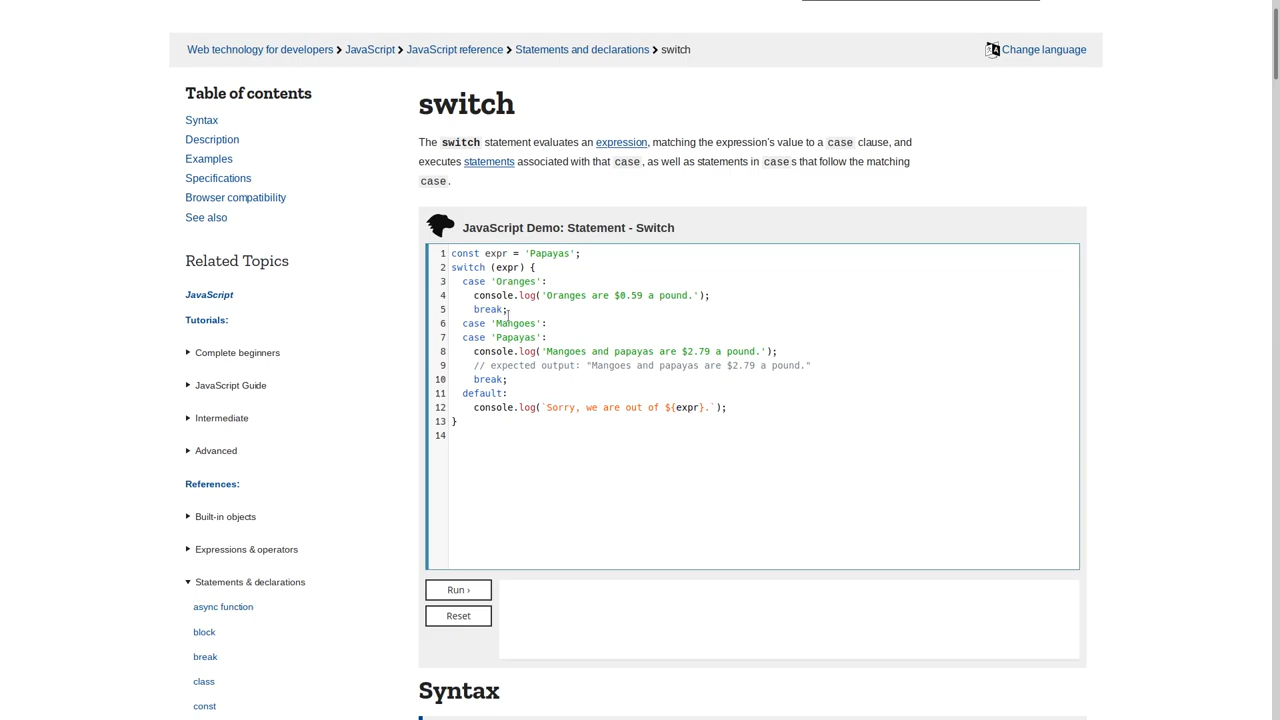 Web technology for developers JavaScript JavaScript reference Statements and declarations switch
Change language
Table of contents
Syntax
Description
Examples
Specifications
Browser compatibility
See also
Related Topics
JavaScript
Tutorials:
Complete beginners
JavaScript Guide
Intermediate
Advanced
References:
Built-in objects
Expressions & operators
Statements & declarations
async function
block
break
class
const
switch
The switch statement evaluates an expression, matching the expression's value to a case clause, and
executes statements associated with that case, as well as statements in cases that follow the matching
case.
JavaScript Demo: Statement - Switch
1 const expr = 'Papayas';
2 switch (expr) {
3   case 'Oranges':
4     console.log('Oranges are $0.59 a pound.');
5     break;
6   case 'Mangoes':
7   case 'Papayas':
8     console.log('Mangoes and papayas are $2.79 a pound.');
9     // expected output: "Mangoes and papayas are $2.79 a pound."
10     break;
11   default:
12     console.log(`Sorry, we are out of ${expr}.`);
13 }
14
Run ›
Reset
Syntax